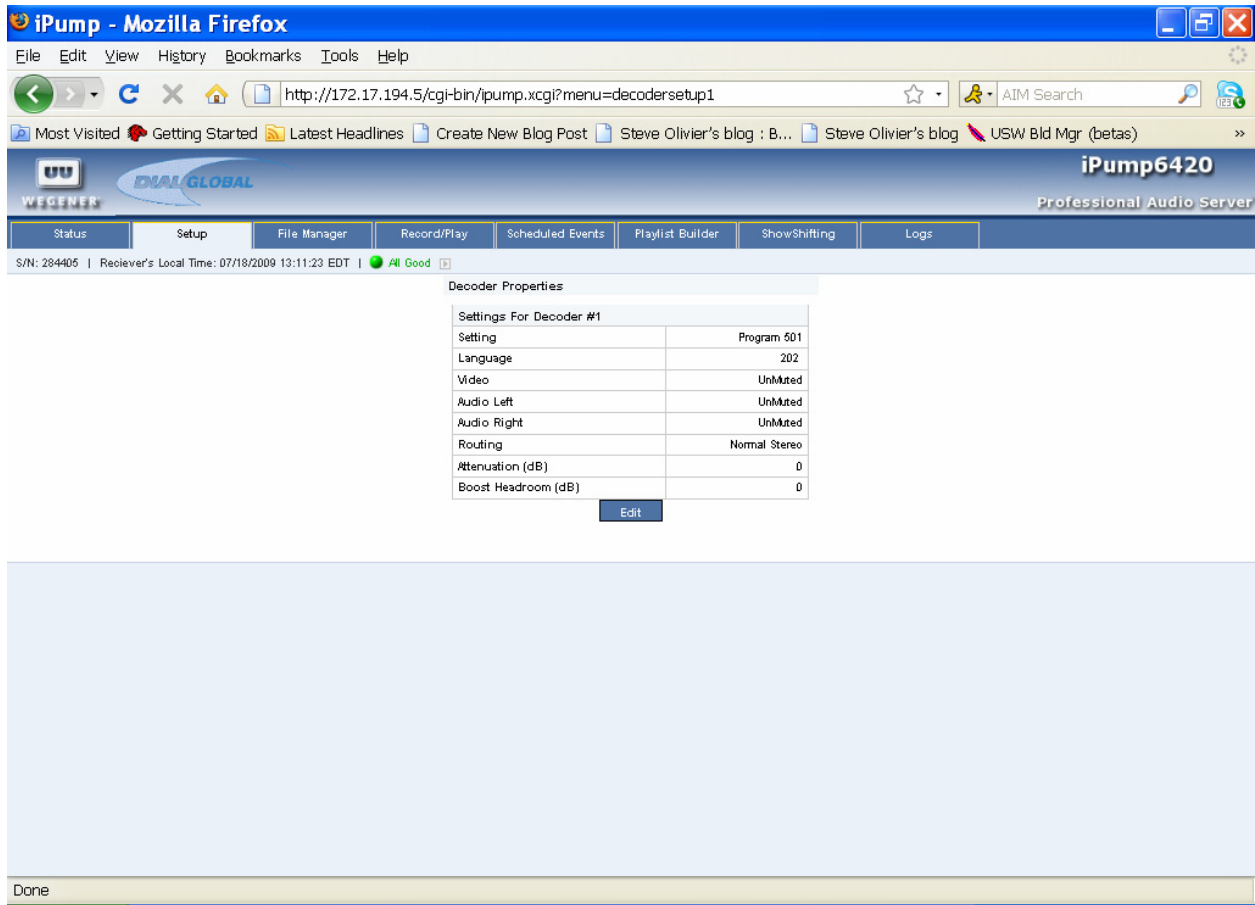 iPump - Mozilla Firefox
File Edit View History Bookmarks Tools Help
http://172.17.194.5/cgi-bin/ipump.xcgi?menu=decodersetup1
AIM Search
123
Most Visited Getting Started Latest Headlines Create New Blog Post Steve Olivier's blog : B... Steve Olivier's blog USW Bld Mgr (betas) »
WEGENER
DIAL GLOBAL
iPump6420
Professional Audio Server
Status Setup File Manager Record/Play Scheduled Events Playlist Builder ShowShifting Logs
S/N: 284405 | Reciever's Local Time: 07/18/2009 13:11:23 EDT | All Good
Decoder Properties
Settings For Decoder #1
Setting Program 501
Language 202
Video UnMuted
Audio Left UnMuted
Audio Right UnMuted
Routing Normal Stereo
Attenuation (dB) 0
Boost Headroom (dB) 0
Edit
Done